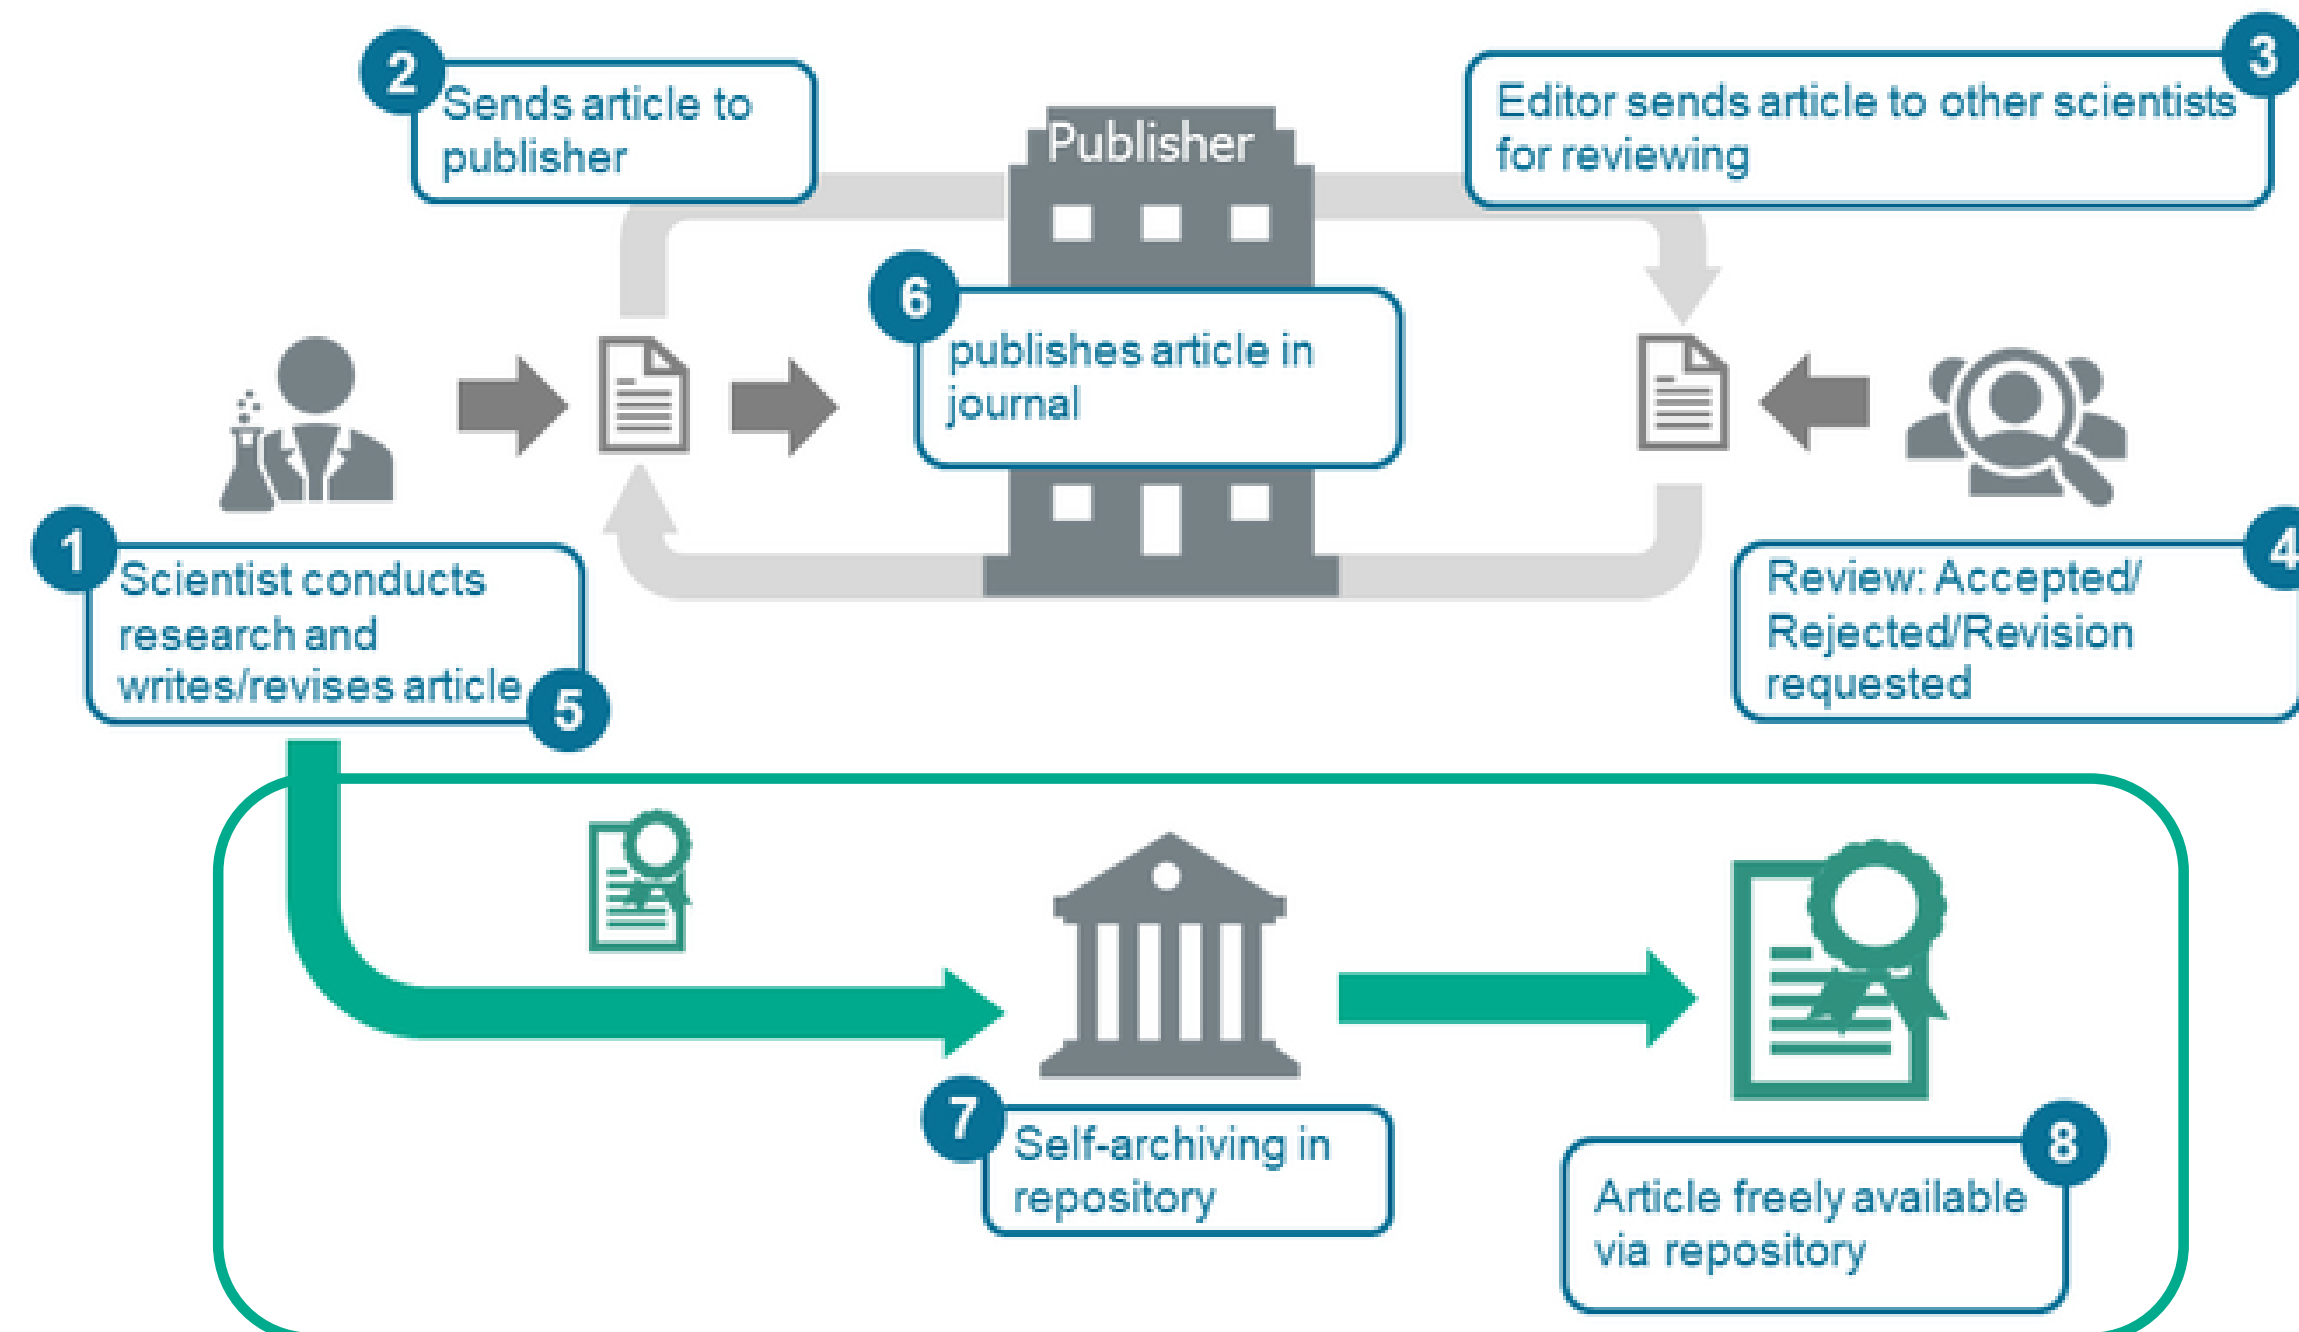 2
Sends article to
publisher
Publisher
3
Editor sends article to other scientists
for reviewing
6
publishes article in
journal
1
Scientist conducts
research and
writes/revises article
5
4
Review: Accepted/
Rejected/Revision
requested
7
Self-archiving in
repository
8
Article freely available
via repository